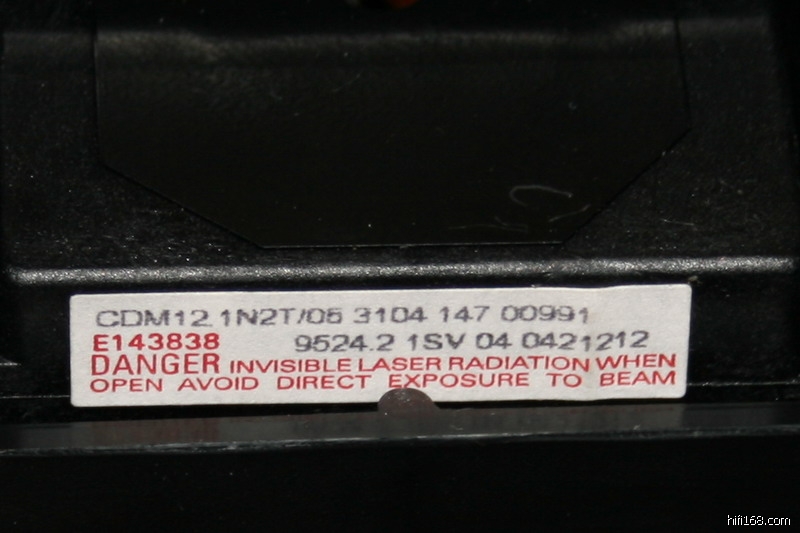 CDM12.1N2T/05 3104 147 00991
E143838 9524.2 1SV 04 0421212
DANGER INVISIBLE LASER RADIATION WHEN
OPEN AVOID DIRECT EXPOSURE TO BEAM
hifi168.com